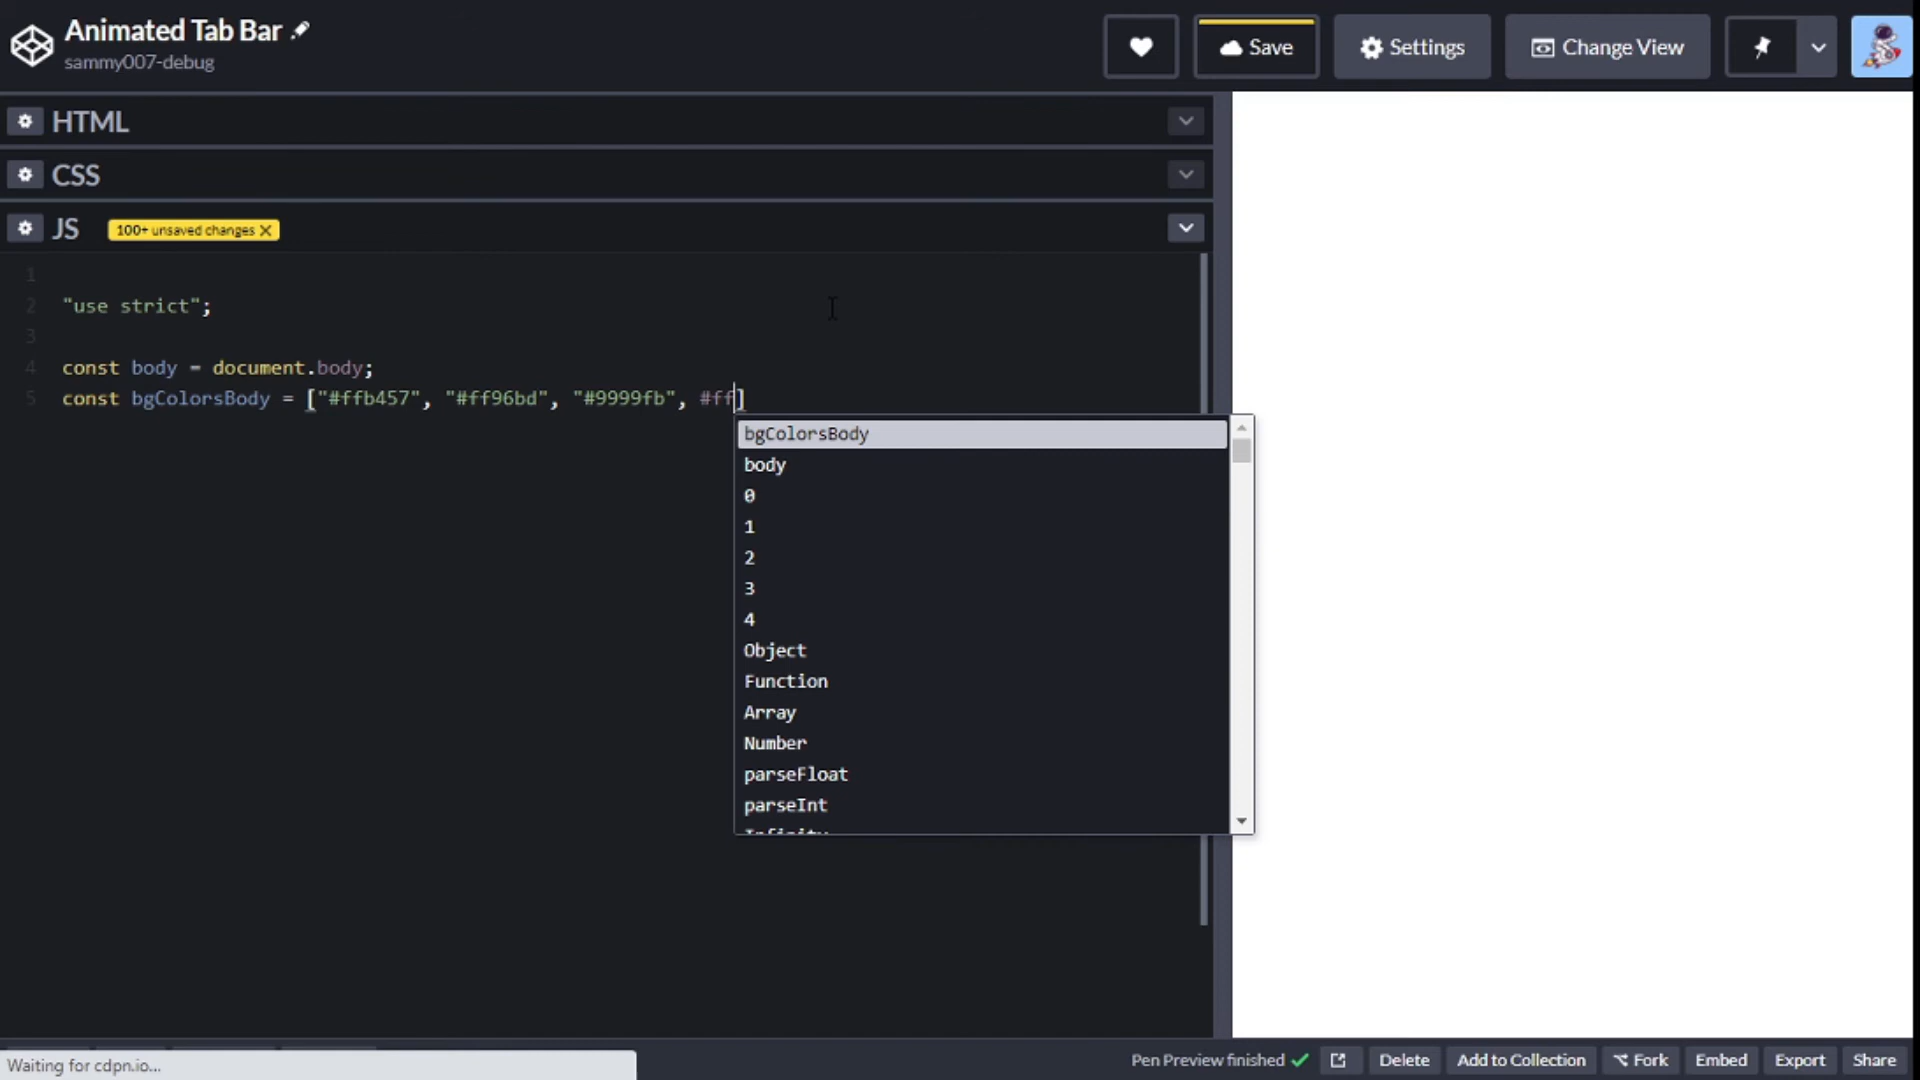 Animated Tab Bar
sammy007-debug
Save
Settings
Change View
HTML
CSS
JS
100+ unsaved changes X
1
2 "use strict";
3
4 const body = document.body;
5 const bgColorsBody = ["#ffb457", "#ff96bd", "#9999fb", #ff]
bgColorsBody
body
0
1
2
3
4
Object
Function
Array
Number
parseFloat
parseInt
Infinity
Waiting for cdpn.io...
Pen Preview finished
Delete
Add to Collection
Fork
Embed
Export
Share